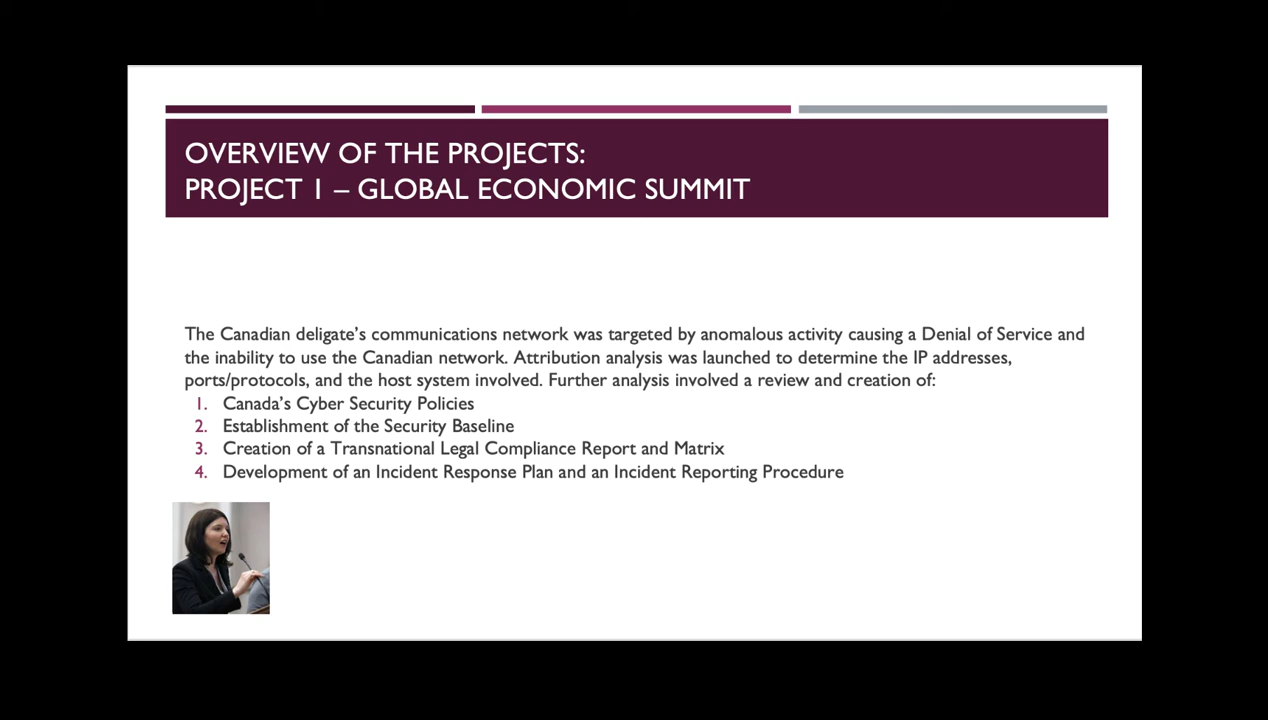 OVERVIEW OF THE PROJECTS:
PROJECT 1 – GLOBAL ECONOMIC SUMMIT
The Canadian deligate's communications network was targeted by anomalous activity causing a Denial of Service and
the inability to use the Canadian network. Attribution analysis was launched to determine the IP addresses,
ports/protocols, and the host system involved. Further analysis involved a review and creation of:
1. Canada's Cyber Security Policies
2. Establishment of the Security Baseline
3. Creation of a Transnational Legal Compliance Report and Matrix
4. Development of an Incident Response Plan and an Incident Reporting Procedure